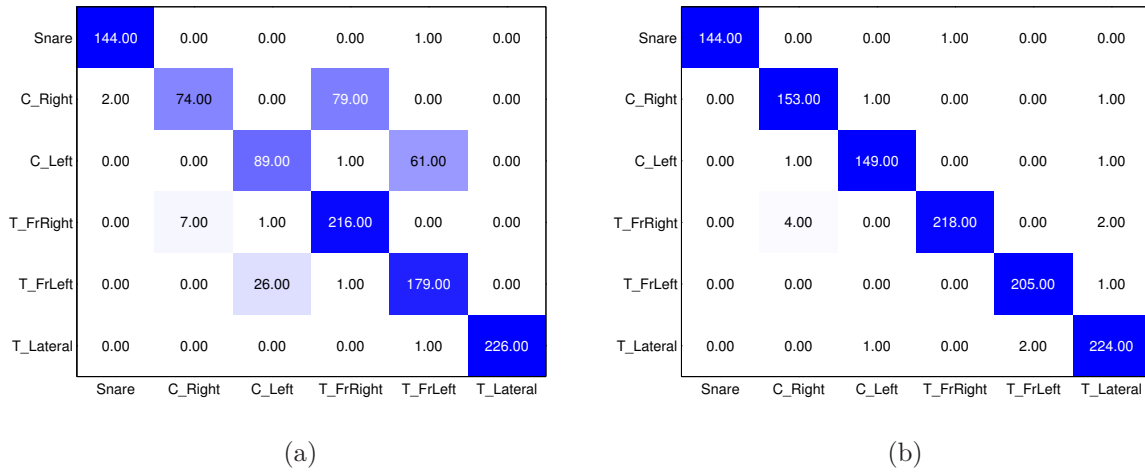 Snare 144.00 0.00 0.00 0.00 1.00 0.00
C_Right 2.00 74.00 0.00 79.00 0.00 0.00
C_Left 0.00 0.00 89.00 1.00 61.00 0.00
T_FrRight 0.00 7.00 1.00 216.00 0.00 0.00
T_FrLeft 0.00 0.00 26.00 1.00 179.00 0.00
T_Lateral 0.00 0.00 0.00 0.00 1.00 226.00
Snare C_Right C_Left T_FrRight T_FrLeft T_Lateral
(a)
Snare 144.00 0.00 0.00 1.00 0.00 0.00
C_Right 0.00 153.00 1.00 0.00 0.00 1.00
C_Left 0.00 1.00 149.00 0.00 0.00 1.00
T_FrRight 0.00 4.00 0.00 218.00 0.00 2.00
T_FrLeft 0.00 0.00 0.00 0.00 205.00 1.00
T_Lateral 0.00 0.00 1.00 0.00 2.00 224.00
Snare C_Right C_Left T_FrRight T_FrLeft T_Lateral
(b)